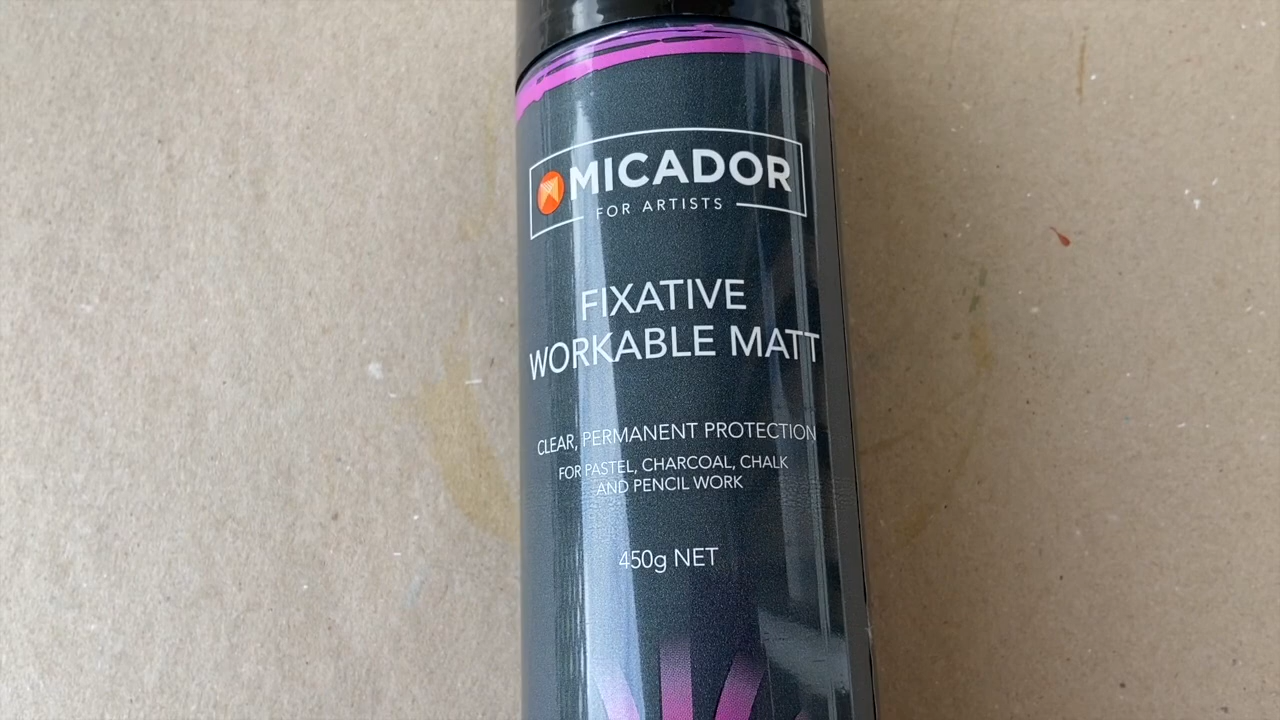 MICADOR
FOR ARTISTS
FIXATIVE
WORKABLE MATT
CLEAR, PERMANENT PROTECTION
FOR PASTEL, CHARCOAL, CHALK
AND PENCIL WORK
450g NET